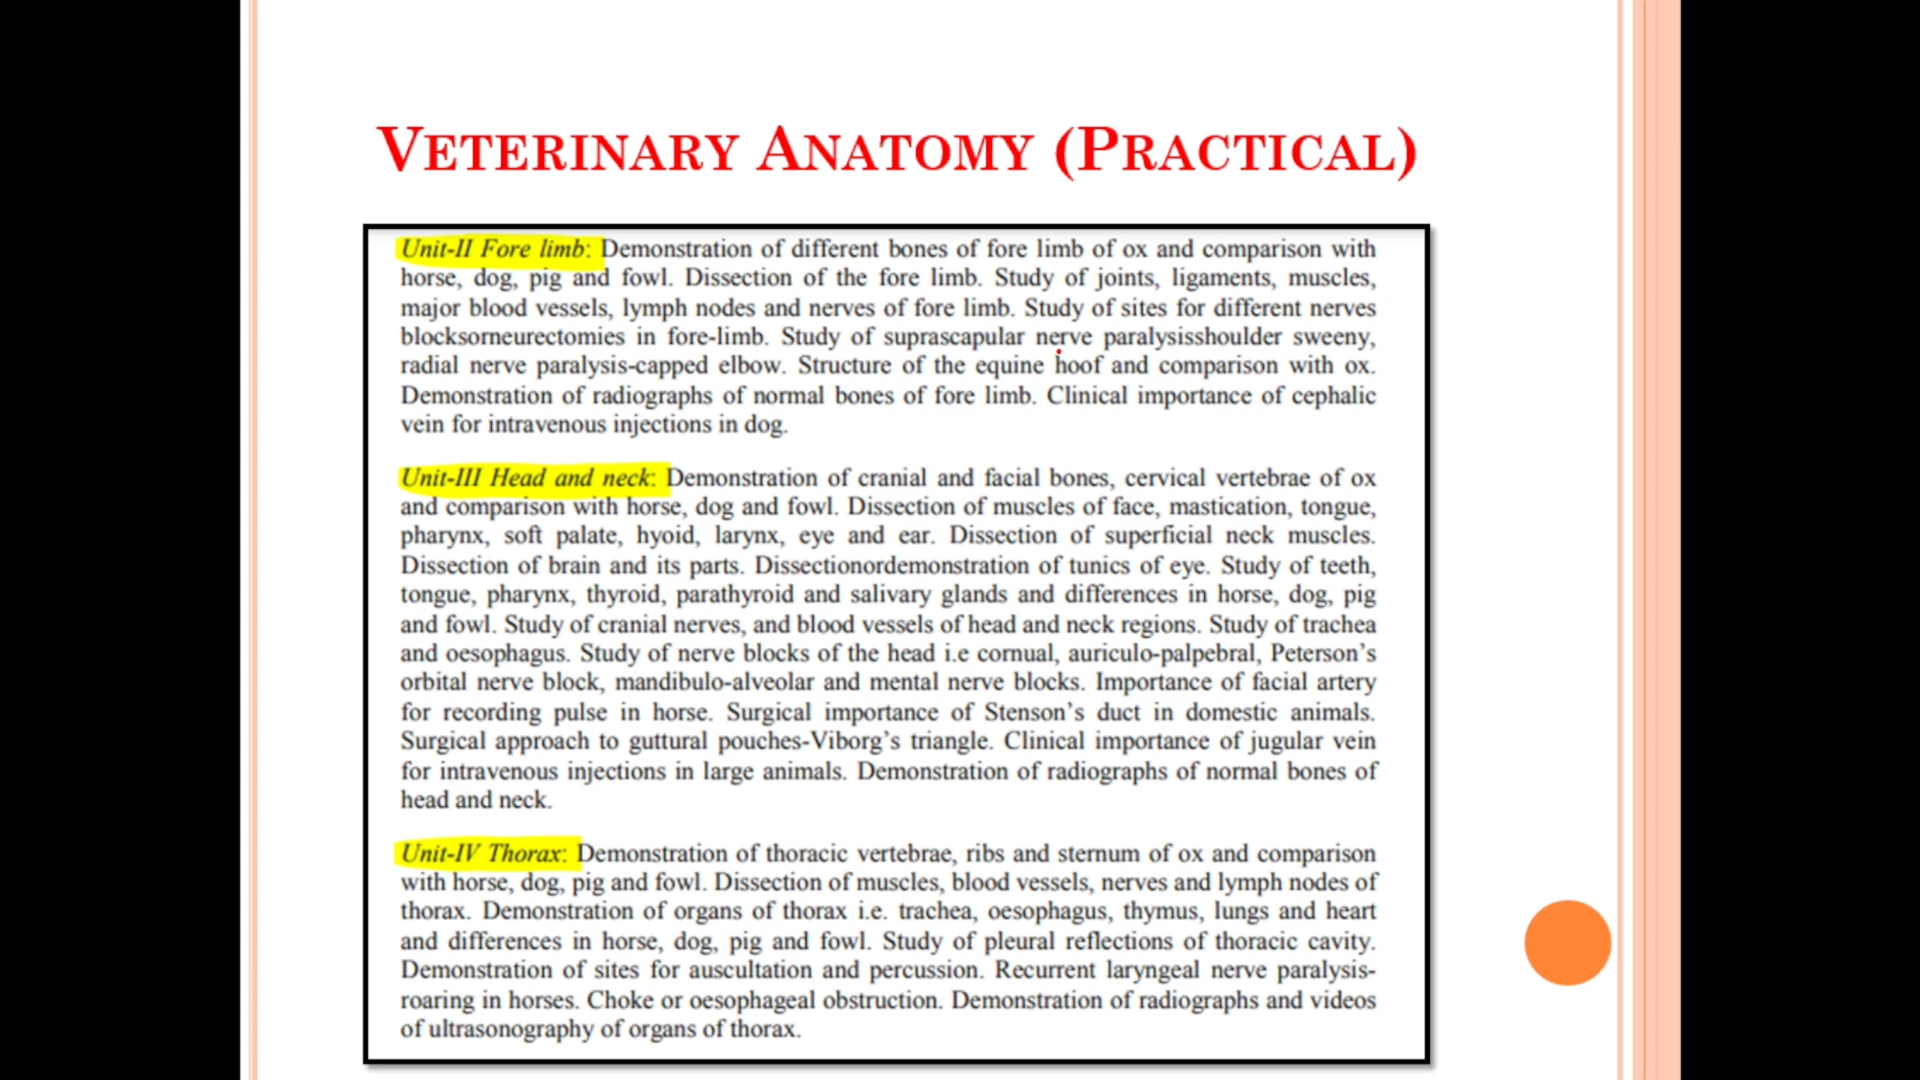 VETERINARY ANATOMY (PRACTICAL)
Unit-II Fore limb: Demonstration of different bones of fore limb of ox and comparison with
horse, dog, pig and fowl. Dissection of the fore limb. Study of joints, ligaments, muscles,
major blood vessels, lymph nodes and nerves of fore limb. Study of sites for different nerves
blocksorneurectomies in fore-limb. Study of suprascapular nerve paralysisshoulder sweeny,
radial nerve paralysis-capped elbow. Structure of the equine hoof and comparison with ox.
Demonstration of radiographs of normal bones of fore limb. Clinical importance of cephalic
vein for intravenous injections in dog.
Unit-III Head and neck: Demonstration of cranial and facial bones, cervical vertebrae of ox
and comparison with horse, dog and fowl. Dissection of muscles of face, mastication, tongue,
pharynx, soft palate, hyoid, larynx, eye and ear. Dissection of superficial neck muscles.
Dissection of brain and its parts. Dissectionordemonstration of tunics of eye. Study of teeth,
tongue, pharynx, thyroid, parathyroid and salivary glands and differences in horse, dog, pig
and fowl. Study of cranial nerves, and blood vessels of head and neck regions. Study of trachea
and oesophagus. Study of nerve blocks of the head i.e cornual, auriculo-palpebral, Peterson's
orbital nerve block, mandibulo-alveolar and mental nerve blocks. Importance of facial artery
for recording pulse in horse. Surgical importance of Stenson's duct in domestic animals.
Surgical approach to guttural pouches-Viborg's triangle. Clinical importance of jugular vein
for intravenous injections in large animals. Demonstration of radiographs of normal bones of
head and neck.
Unit-IV Thorax: Demonstration of thoracic vertebrae, ribs and sternum of ox and comparison
with horse, dog, pig and fowl. Dissection of muscles, blood vessels, nerves and lymph nodes of
thorax. Demonstration of organs of thorax i.e. trachea, oesophagus, thymus, lungs and heart
and differences in horse, dog, pig and fowl. Study of pleural reflections of thoracic cavity.
Demonstration of sites for auscultation and percussion. Recurrent laryngeal nerve paralysis-
roaring in horses. Choke or oesophageal obstruction. Demonstration of radiographs and videos
of ultrasonography of organs of thorax.